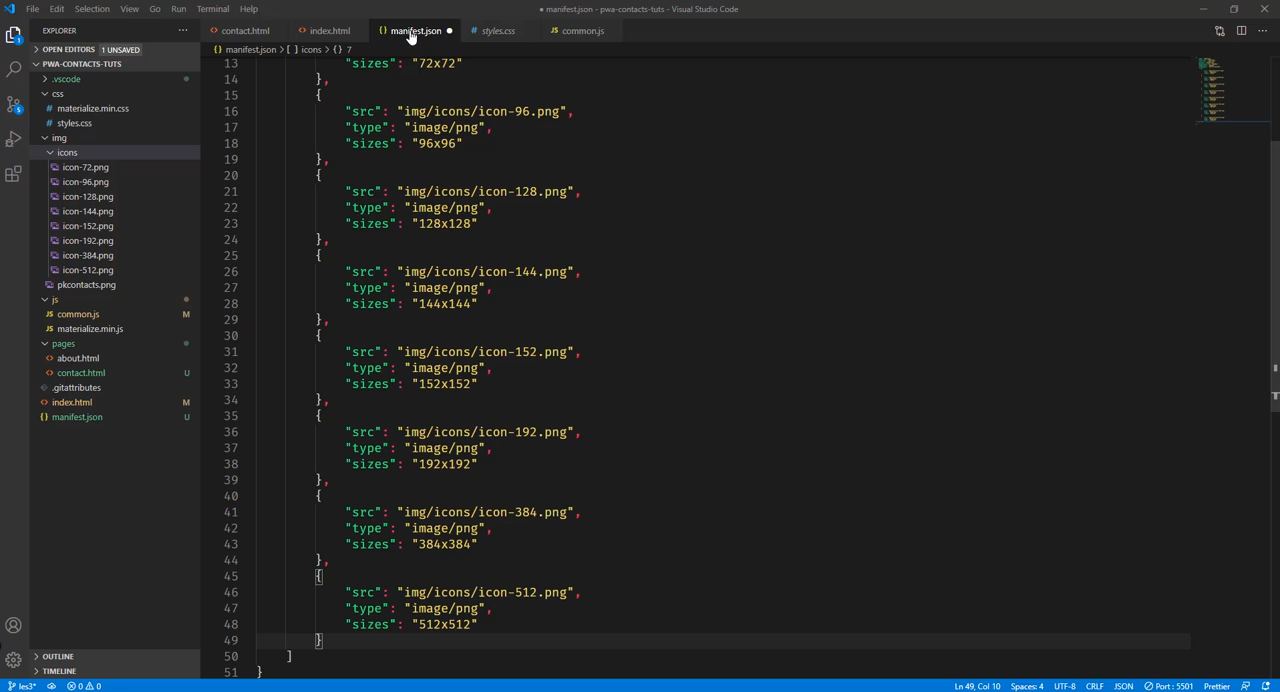 File Edit Selection View Go Run Terminal Help
● manifest.json - pwa-contacts-tuts - Visual Studio Code
EXPLORER ···
contact.html
index.html
manifest.json
styles.css
common.js
manifest.json > [ ] icons > {} 7
OPEN EDITORS 1 UNSAVED
PWA-CONTACTS-TUTS
.vscode
css
materialize.min.css
styles.css
img
icons
icon-72.png
icon-96.png
icon-128.png
icon-144.png
icon-152.png
icon-192.png
icon-384.png
icon-512.png
pkcontacts.png
js
common.js M
materialize.min.js
pages
about.html
contact.html U
.gitattributes
index.html M
manifest.json U
OUTLINE
TIMELINE
1
5
13 "sizes": "72x72"
14 },
15 {
16 "src": "img/icons/icon-96.png",
17 "type": "image/png",
18 "sizes": "96x96"
19 },
20 {
21 "src": "img/icons/icon-128.png",
22 "type": "image/png",
23 "sizes": "128x128"
24 },
25 {
26 "src": "img/icons/icon-144.png",
27 "type": "image/png",
28 "sizes": "144x144"
29 },
30 {
31 "src": "img/icons/icon-152.png",
32 "type": "image/png",
33 "sizes": "152x152"
34 },
35 {
36 "src": "img/icons/icon-192.png",
37 "type": "image/png",
38 "sizes": "192x192"
39 },
40 {
41 "src": "img/icons/icon-384.png",
42 "type": "image/png",
43 "sizes": "384x384"
44 },
45 {
46 "src": "img/icons/icon-512.png",
47 "type": "image/png",
48 "sizes": "512x512"
49 }
50 ]
51 }
les3* 0 0 Ln 49, Col 10 Spaces: 4 UTF-8 CRLF JSON Port : 5501 Prettier